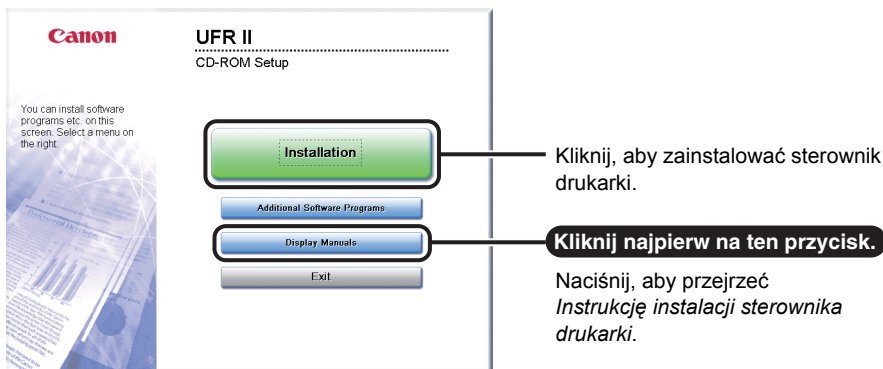 Canon
UFR II
CD-ROM Setup
You can install software
programs etc. on this
screen. Select a menu on
the right.
Installation
Additional Software Programs
Display Manuals
Exit
Kliknij, aby zainstalować sterownik
drukarki.
Kliknij najpierw na ten przycisk.
Naciśnij, aby przejrzeć
Instrukcję instalacji sterownika
drukarki.